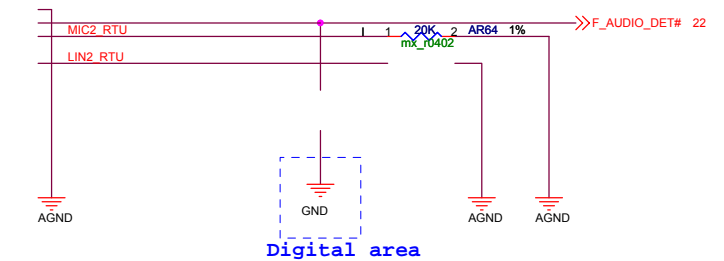 F_AUDIO_DET# 22
MIC2_RTU
1 20K 2 AR64 1%
mx_r0402
LIN2_RTU
AGND
GND
AGND
AGND
Digital area